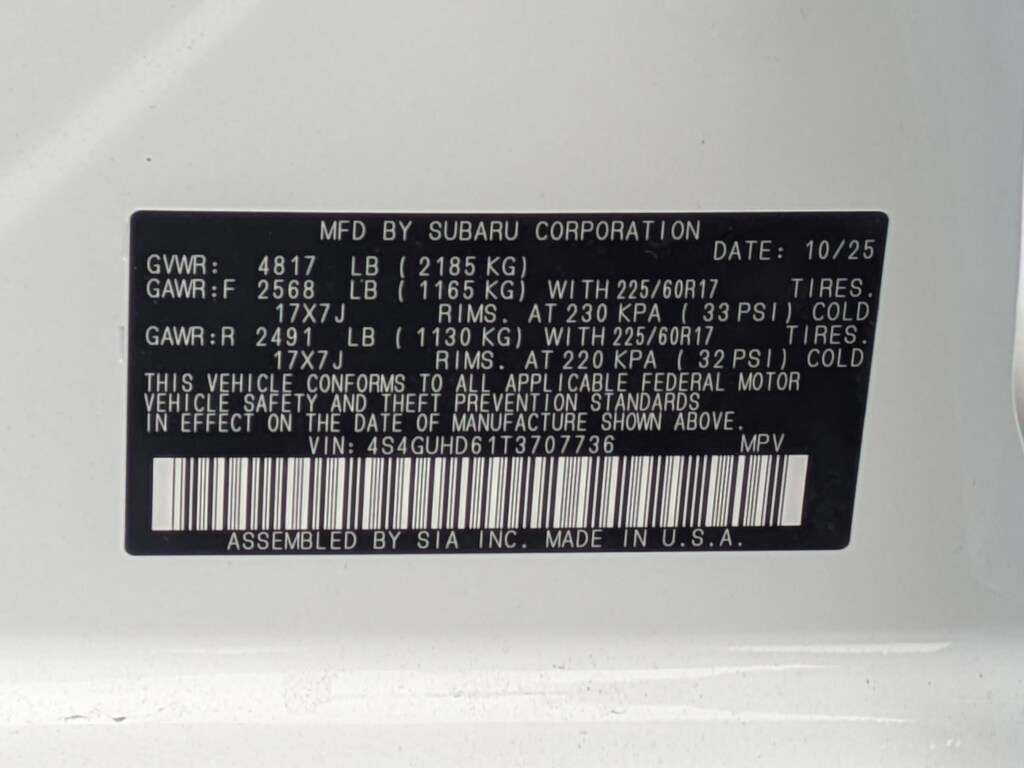 MFD BY SUBARU CORPORATION
DATE: 10/25
GVWR: 4817 LB ( 2185 KG)
GAWR:F 2568 LB ( 1165 KG) WITH 225/60R17 TIRES.
17X7J RIMS. AT 230 KPA ( 33 PSI) COLD
GAWR:R 2491 LB ( 1130 KG) WITH 225/60R17 TIRES.
17X7J RIMS. AT 220 KPA ( 32 PSI) COLD
THIS VEHICLE CONFORMS TO ALL APPLICABLE FEDERAL MOTOR
VEHICLE SAFETY AND THEFT PREVENTION STANDARDS
IN EFFECT ON THE DATE OF MANUFACTURE SHOWN ABOVE.
VIN: 4S4GUHD61T3707736 MPV
ASSEMBLED BY SIA INC. MADE IN U.S.A.